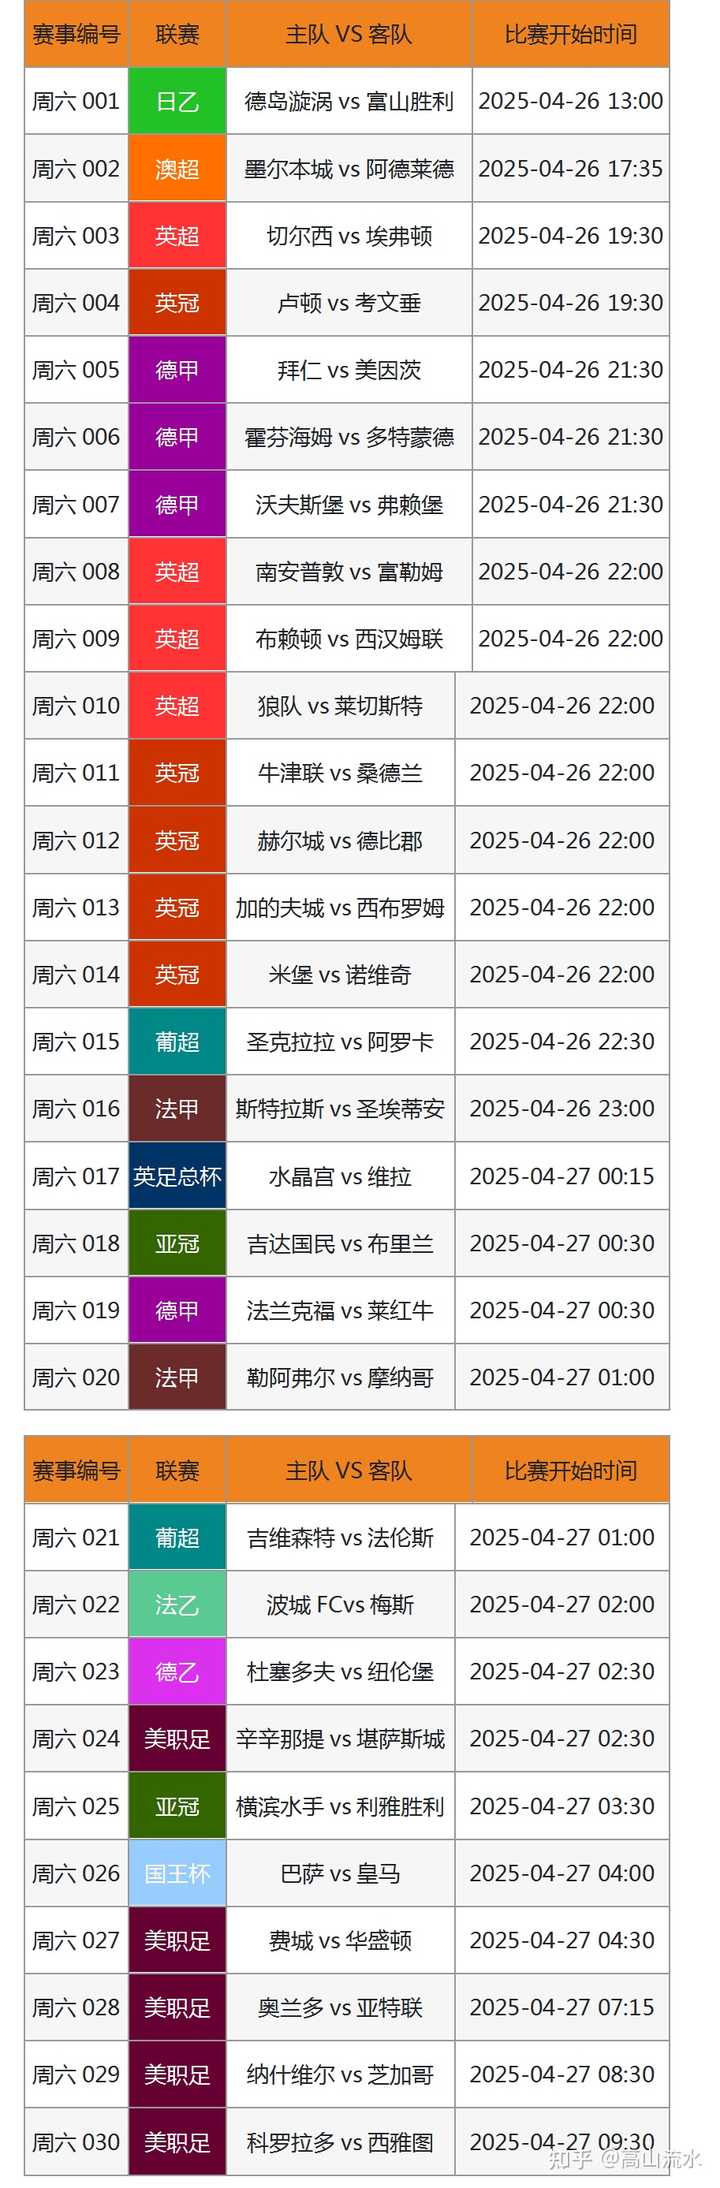 赛事编号 联赛 主队 VS 客队 比赛开始时间
周六 001 日乙 德岛漩涡 vs 富山胜利 2025-04-26 13:00
周六 002 澳超 墨尔本城 vs 阿德莱德 2025-04-26 17:35
周六 003 英超 切尔西 vs 埃弗顿 2025-04-26 19:30
周六 004 英冠 卢顿 vs 考文垂 2025-04-26 19:30
周六 005 德甲 拜仁 vs 美因茨 2025-04-26 21:30
周六 006 德甲 霍芬海姆 vs 多特蒙德 2025-04-26 21:30
周六 007 德甲 沃夫斯堡 vs 弗赖堡 2025-04-26 21:30
周六 008 英超 南安普敦 vs 富勒姆 2025-04-26 22:00
周六 009 英超 布赖顿 vs 西汉姆联 2025-04-26 22:00
周六 010 英超 狼队 vs 莱切斯特 2025-04-26 22:00
周六 011 英冠 牛津联 vs 桑德兰 2025-04-26 22:00
周六 012 英冠 赫尔城 vs 德比郡 2025-04-26 22:00
周六 013 英冠 加的夫城 vs 西布罗姆 2025-04-26 22:00
周六 014 英冠 米堡 vs 诺维奇 2025-04-26 22:00
周六 015 葡超 圣克拉拉 vs 阿罗卡 2025-04-26 22:30
周六 016 法甲 斯特拉斯 vs 圣埃蒂安 2025-04-26 23:00
周六 017 英足总杯 水晶宫 vs 维拉 2025-04-27 00:15
周六 018 亚冠 吉达国民 vs 布里兰 2025-04-27 00:30
周六 019 德甲 法兰克福 vs 莱红牛 2025-04-27 00:30
周六 020 法甲 勒阿弗尔 vs 摩纳哥 2025-04-27 01:00
赛事编号 联赛 主队 VS 客队 比赛开始时间
周六 021 葡超 吉维森特 vs 法伦斯 2025-04-27 01:00
周六 022 法乙 波城 FCvs 梅斯 2025-04-27 02:00
周六 023 德乙 杜塞多夫 vs 纽伦堡 2025-04-27 02:30
周六 024 美职足 辛辛那提 vs 堪萨斯城 2025-04-27 02:30
周六 025 亚冠 横滨水手 vs 利雅胜利 2025-04-27 03:30
周六 026 国王杯 巴萨 vs 皇马 2025-04-27 04:00
周六 027 美职足 费城 vs 华盛顿 2025-04-27 04:30
周六 028 美职足 奥兰多 vs 亚特联 2025-04-27 07:15
周六 029 美职足 纳什维尔 vs 芝加哥 2025-04-27 08:30
周六 030 美职足 科罗拉多 vs 西雅图 2025-04-27 09:30
知乎 @高山流水